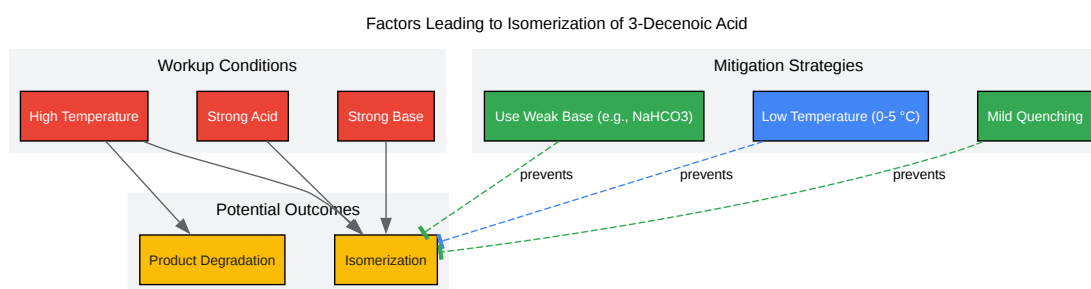 Factors Leading to Isomerization of 3-Decenoic Acid
Workup Conditions
Mitigation Strategies
High Temperature
Strong Acid
Strong Base
Use Weak Base (e.g., NaHCO3)
Low Temperature (0-5 °C)
Mild Quenching
prevents
prevents
prevents
Potential Outcomes
Product Degradation
Isomerization